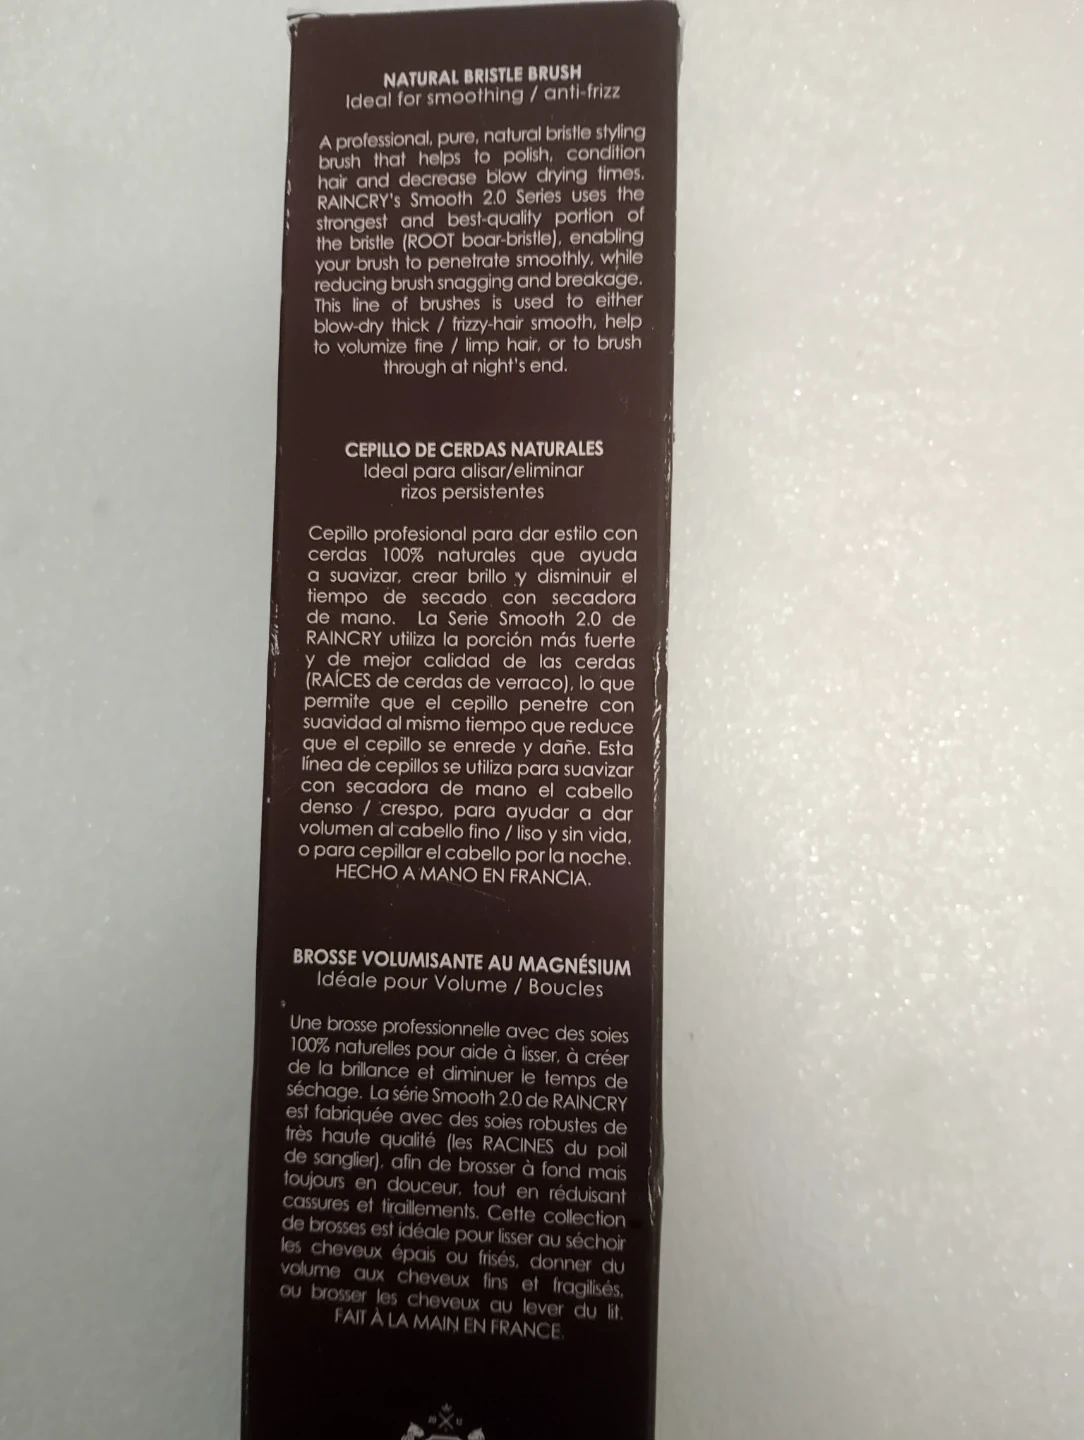 NATURAL BRISTLE BRUSH
Ideal for smoothing / anti-frizz
A professional, pure, natural bristle styling
brush that helps to polish, condition
hair and decrease blow drying times.
RAINCRY's Smooth 2.0 Series uses the
strongest and best-quality portion of
the bristle (ROOT boar-bristle), enabling
your brush to penetrate smoothly, while
reducing brush snagging and breakage.
This line of brushes is used to either
blow-dry thick / frizzy-hair smooth, help
to volumize fine / limp hair, or to brush
through at night's end.
CEPILLO DE CERDAS NATURALES
Ideal para alisar/eliminar
rizos persistentes
Cepillo profesional para dar estilo con
cerdas 100% naturales que ayuda
a suavizar, crear brillo y disminuir el
tiempo de secado con secadora
de mano. La Serie Smooth 2.0 de
RAINCRY utiliza la porción más fuerte
y de mejor calidad de las cerdas
(RAÍCES de cerdas de verraco), lo que
permite que el cepillo penetre con
suavidad al mismo tiempo que reduce
que el cepillo se enrede y dañe. Esta
línea de cepillos se utiliza para suavizar
con secadora de mano el cabello
denso / crespo, para ayudar a dar
volumen al cabello fino / liso y sin vida,
o para cepillar el cabello por la noche.
HECHO A MANO EN FRANCIA.
BROSSE VOLUMISANTE AU MAGNÉSIUM
Idéale pour Volume / Boucles
Une brosse professionnelle avec des soies
100% naturelles pour aide à lisser, à créer
de la brillance et diminuer le temps de
séchage. La série Smooth 2.0 de RAINCRY
est fabriquée avec des soies robustes de
très haute qualité (les RACINES du poil
de sanglier), afin de brosser à fond mais
toujours en douceur, tout en réduisant
cassures et tiraillements. Cette collection
de brosses est idéale pour lisser au séchoir
les cheveux épais ou frisés, donner du
volume aux cheveux fins et fragilisés,
ou brosser les cheveux au lever du lit.
FAIT À LA MAIN EN FRANCE.